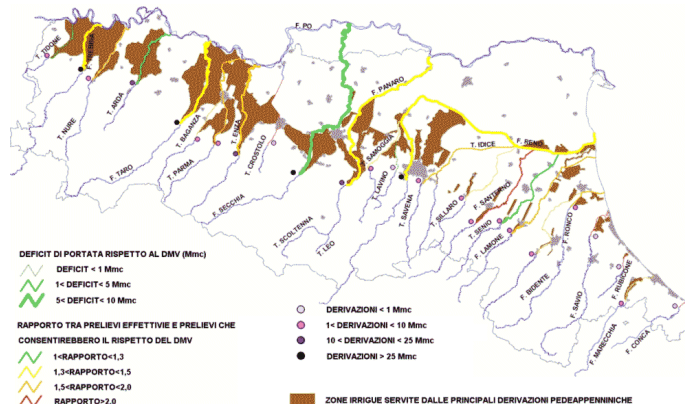 F. PO
T. TIDONE
F. TREBBIA
T. NURE
T. ARDA
F. TARO
T. BAGANZA
T. PARMA
T. ENZA
T. CROSTOLO
F. SECCHIA
F. PANARO
T. SCOLTENNA
T. LEO
T. SAMOGGIA
T. LAVINO
T. SAVENA
T. IDICE
F. RENO
T. SILLARO
F. SANTERNO
T. SENIO
F. LAMONE
F. RONCO
F. BIDENTE
F. SAVIO
F. RUBICONE
F. MARECCHIA
F. CONCA
DEFICIT DI PORTATA RISPETTO AL DMV (Mmc)
DEFICIT < 1 Mmc
1< DEFICIT< 5 Mmc
5< DEFICIT< 10 Mmc
RAPPORTO TRA PRELIEVI EFFETTIVIE E PRELIEVI CHE
CONSENTIREBBERO IL RISPETTO DEL DMV
1<RAPPORTO<1,3
1,3<RAPPORTO<1,5
1,5<RAPPORTO<2,0
RAPPORTO>2,0
DERIVAZIONI < 1 Mmc
1< DERIVAZIONI < 10 Mmc
10 < DERIVAZIONI < 25 Mmc
DERIVAZIONI > 25 Mmc
ZONE IRRIGUE SERVITE DALLE PRINCIPALI DERIVAZIONI PEDEAPPENNINICHE